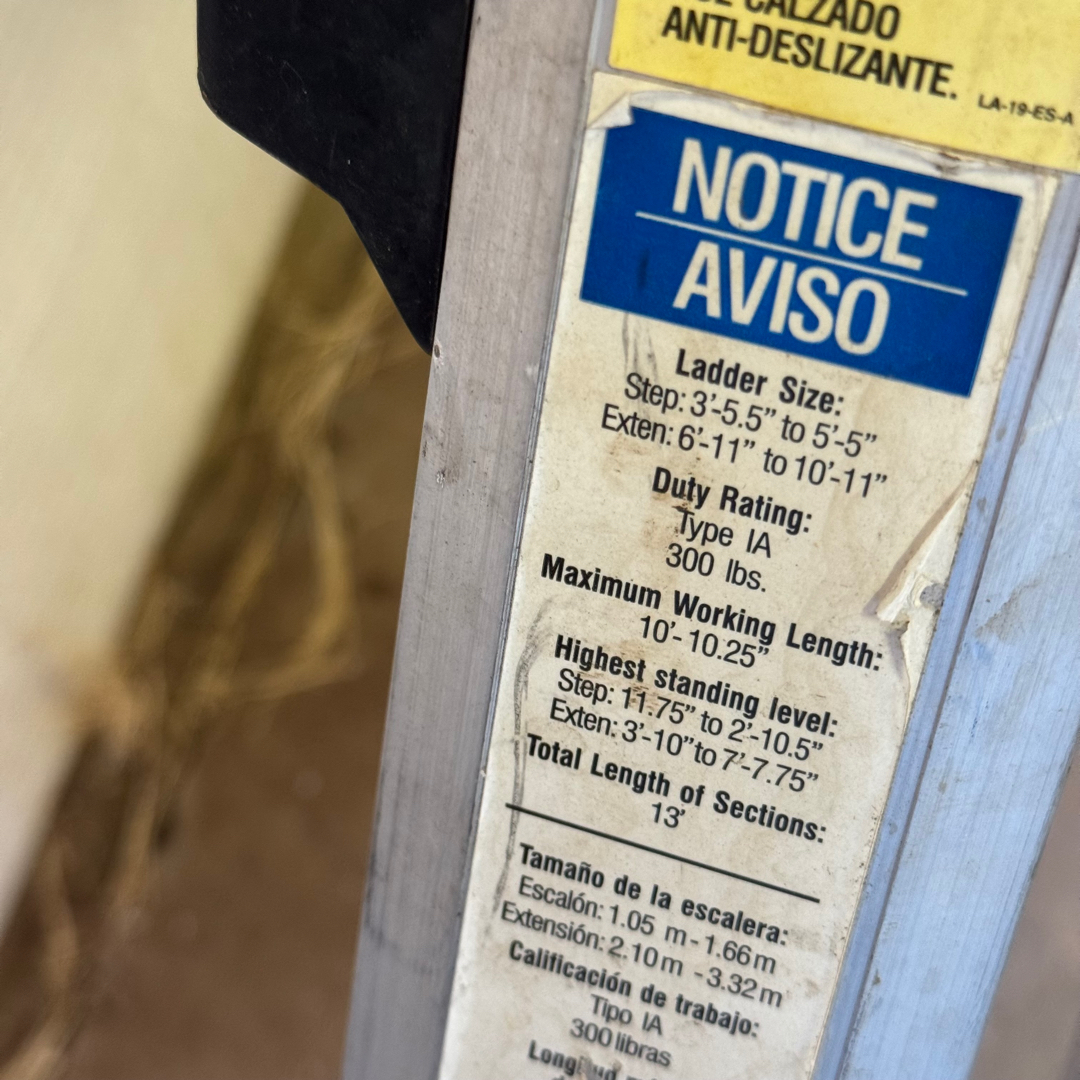 CALZADO
ANTI-DESLIZANTE.
LA-19-ES-A
NOTICE
AVISO
Ladder Size:
Step: 3'-5.5” to 5'-5”
Exten: 6'-11” to 10'-11”
Duty Rating:
Type IA
300 lbs.
Maximum Working Length:
10'- 10.25”
Highest standing level:
Step: 11.75” to 2'-10.5”
Exten: 3'-10” to 7'-7.75”
Total Length of Sections:
13'
Tamaño de la escalera:
Escalón: 1.05 m - 1.66 m
Extensión: 2.10 m - 3.32 m
Calificación de trabajo:
Tipo IA
300 libras